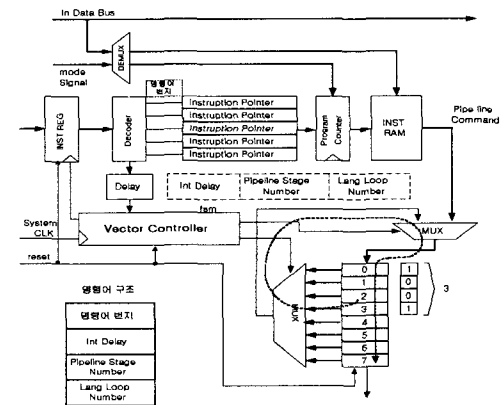 In Data Bus
DEMUX
mode
Signal
명령어
번지
INST REG
Decoder
Instruction Pointer
Instruction Pointer
Instruction Pointer
Instruction Pointer
Instruction Pointer
Program
Counter
INST
RAM
Pipe line
Command
Delay
Int Delay
Pipeline Stage
Number
Lang Loop
Number
fsm
System
CLK
Vector Controller
MUX
reset
MUX
0
1
2
3
4
5
6
7
1
0
0
1
3
명령어 구조
명령어 번지
Int Delay
Pipeline Stage
Number
Lang Loop
Number